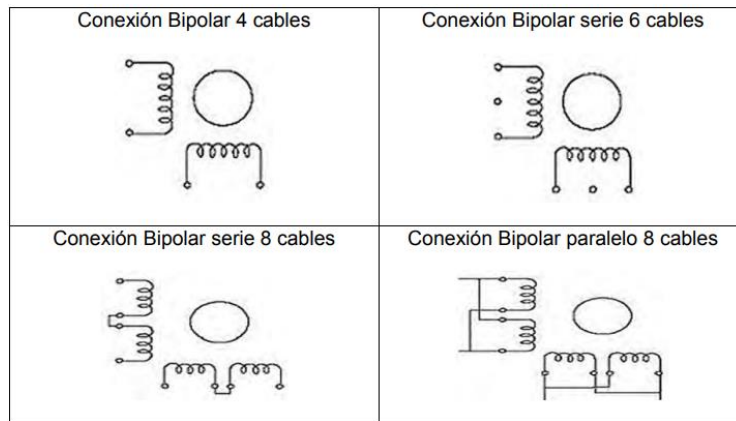 Conexión Bipolar 4 cables
Conexión Bipolar serie 6 cables
Conexión Bipolar serie 8 cables
Conexión Bipolar paralelo 8 cables